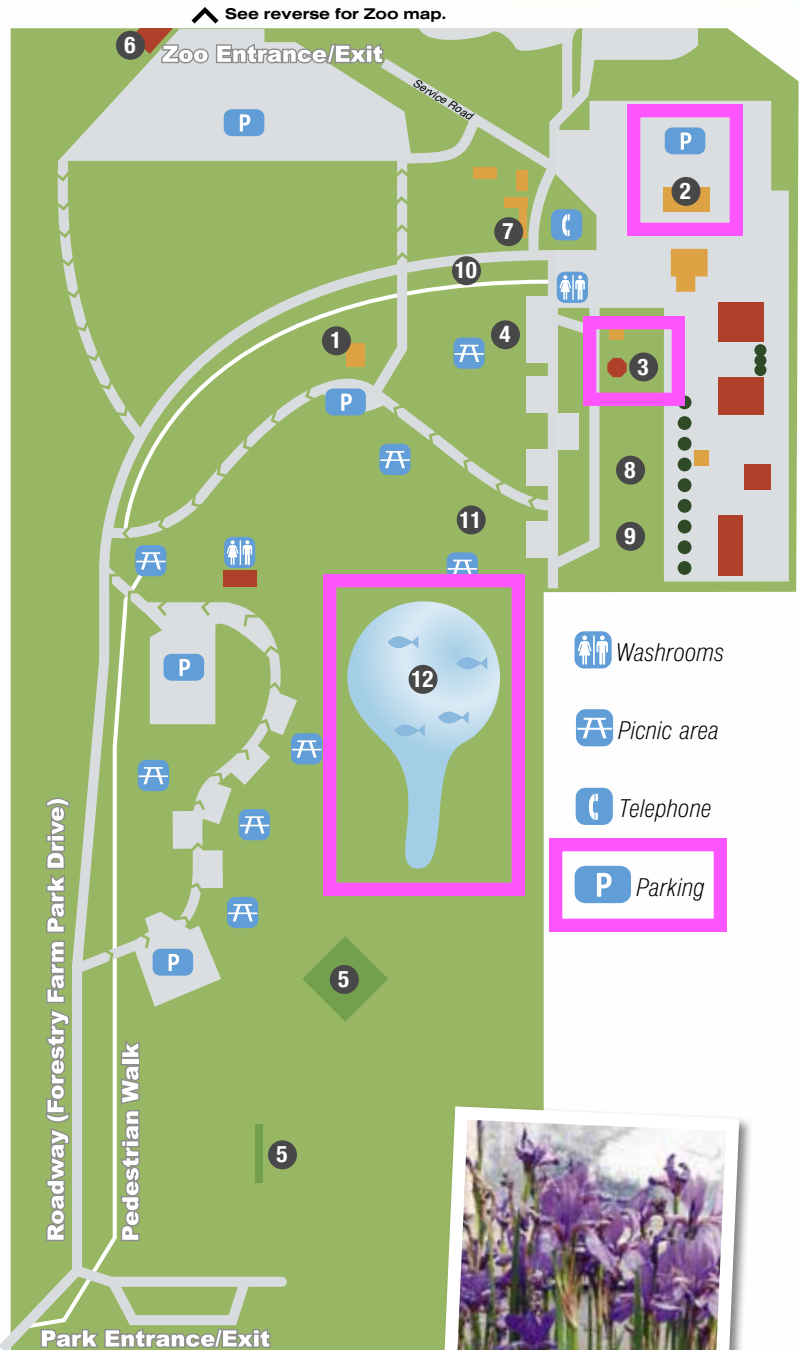 See reverse for Zoo map.
6
Zoo Entrance/Exit
Service Road
P
P
2
7
10
1
4
3
P
8
11
9
12
P
Washrooms
Picnic area
Telephone
P Parking
P
5
5
Roadway (Forestry Farm Park Drive)
Pedestrian Walk
Park Entrance/Exit